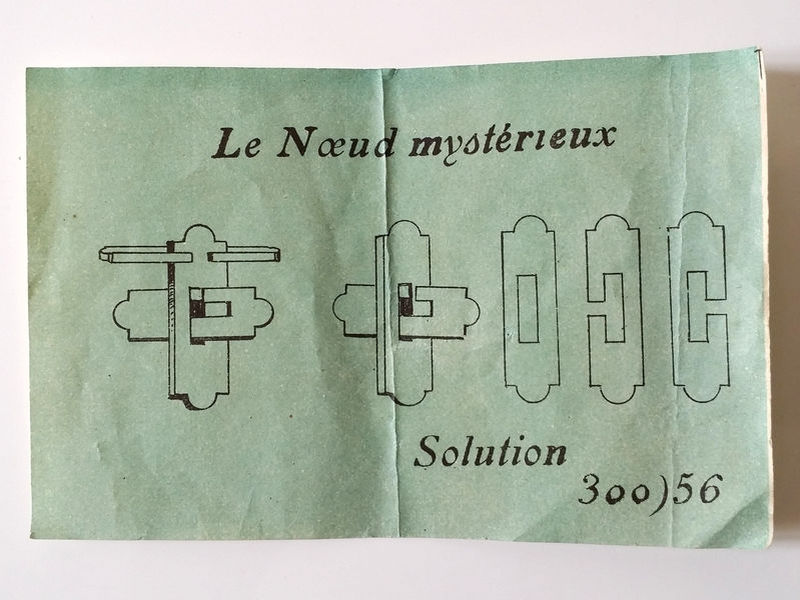 Le Nœud mystérieux
Solution
300)56